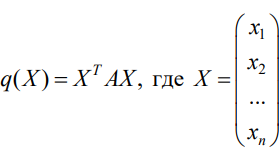 q(X) = X^T AX, где X = (x_1
x_2
...
x_n)